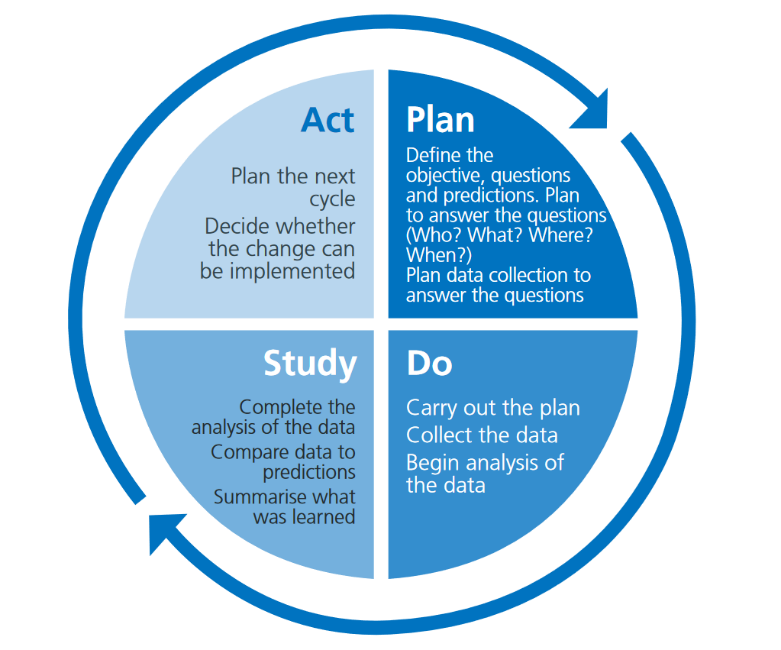 Act
Plan the next
cycle
Decide whether
the change can
be implemented
Plan
Define the
objective, questions
and predictions. Plan
to answer the questions
(Who? What? Where?
When?)
Plan data collection to
answer the questions
Study
Complete the
analysis of the data
Compare data to
predictions
Summarise what
was learned
Do
Carry out the plan
Collect the data
Begin analysis of
the data